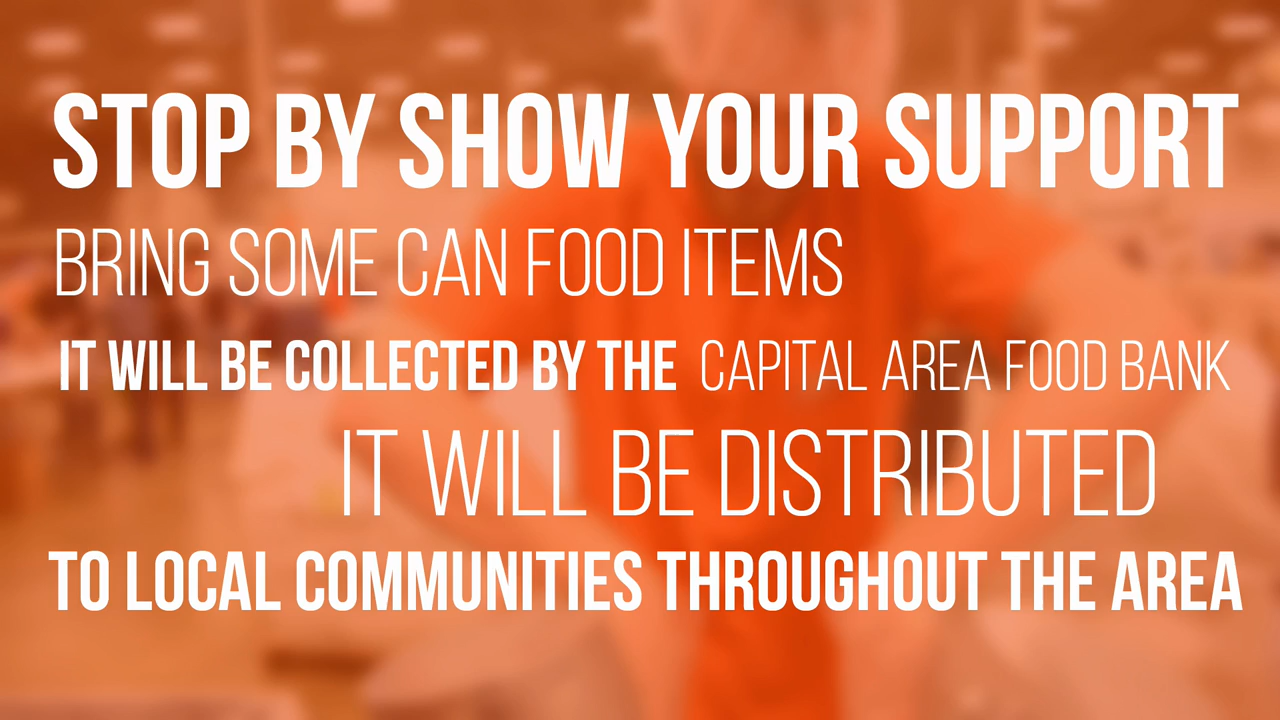 STOP BY SHOW YOUR SUPPORT
BRING SOME CAN FOOD ITEMS
IT WILL BE COLLECTED BY THE CAPITAL AREA FOOD BANK
IT WILL BE DISTRIBUTED
TO LOCAL COMMUNITIES THROUGHOUT THE AREA